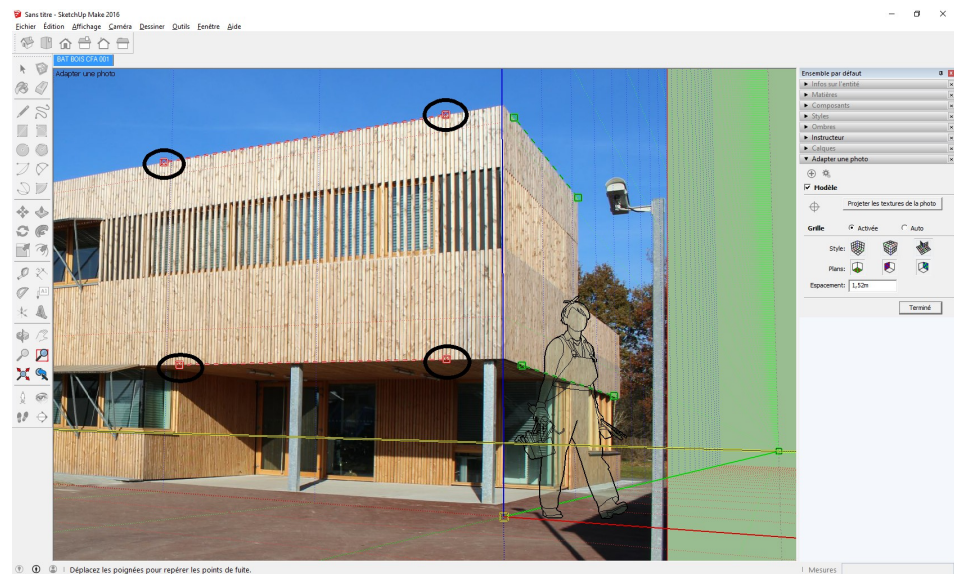 Sans titre - SketchUp Make 2016
Fichier Édition Affichage Caméra Dessiner Outils Fenêtre Aide
BAT BOIS CFA 001
Adapter une photo
Ensemble par défaut
Infos sur l'entité
Matières
Composants
Styles
Ombres
Instructeur
Calques
Adapter une photo
Modèle
Projeter les textures de la photo
Grille Activée Auto
Style:
Plans:
Espacement: 1,52m
Terminé
Déplacez les poignées pour repérer les points de fuite.
Mesures